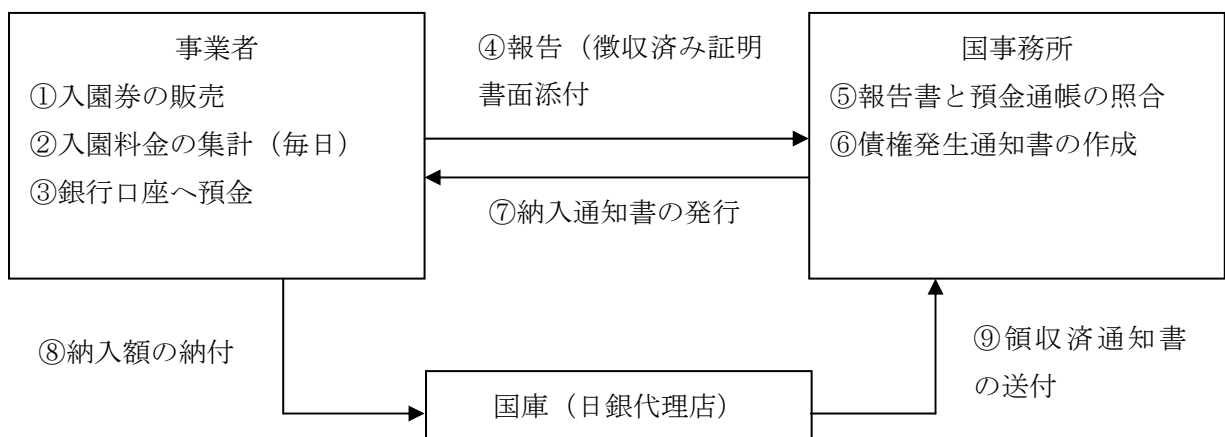 事業者
①入園券の販売
②入園料金の集計（毎日）
③銀行口座へ預金
④報告（徴収済み証明
書面添付
国事務所
⑤報告書と預金通帳の照合
⑥債権発生通知書の作成
⑦納入通知書の発行
⑧納入額の納付
⑨領収済通知書
の送付
国庫（日銀代理店）